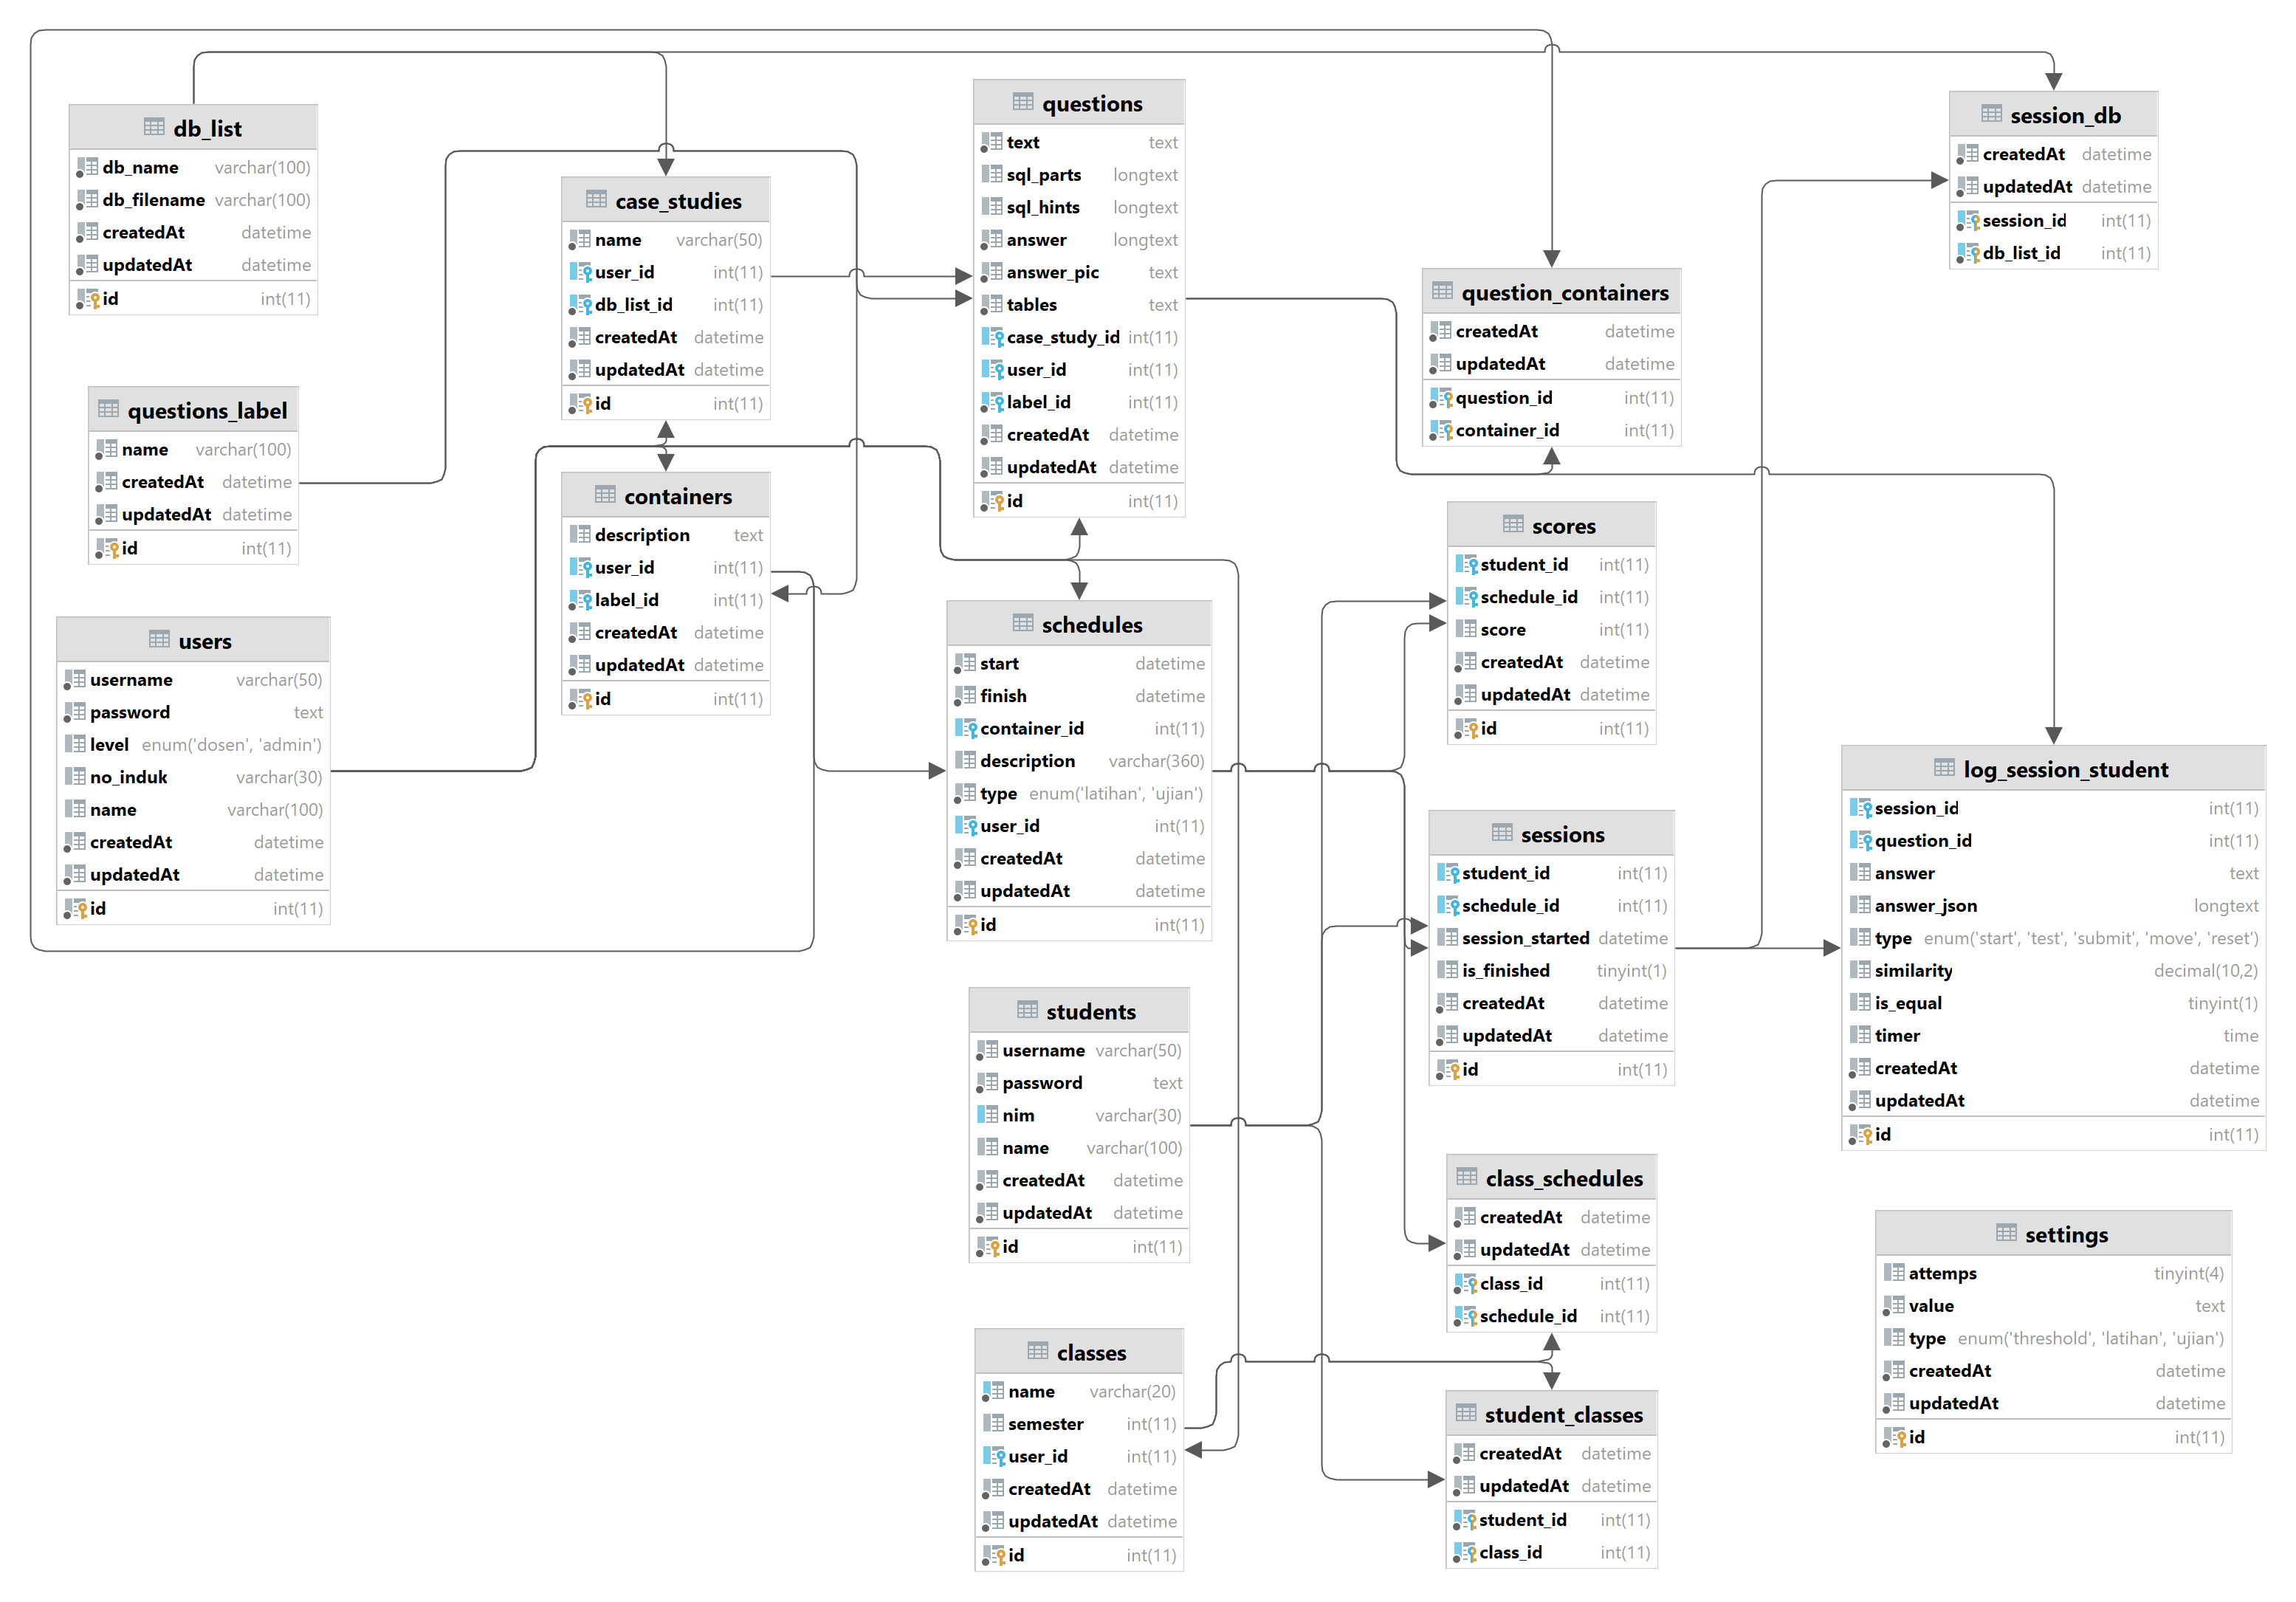 db_list
db_name varchar(100)
db_filename varchar(100)
createdAt datetime
updatedAt datetime
id int(11)
questions_label
name varchar(100)
createdAt datetime
updatedAt datetime
id int(11)
users
username varchar(50)
password text
level enum('dosen', 'admin')
no_induk varchar(30)
name varchar(100)
createdAt datetime
updatedAt datetime
id int(11)
case_studies
name varchar(50)
user_id int(11)
db_list_id int(11)
createdAt datetime
updatedAt datetime
id int(11)
containers
description text
user_id int(11)
label_id int(11)
createdAt datetime
updatedAt datetime
id int(11)
questions
text text
sql_parts longtext
sql_hints longtext
answer longtext
answer_pic text
tables text
case_study_id int(11)
user_id int(11)
label_id int(11)
createdAt datetime
updatedAt datetime
id int(11)
schedules
start datetime
finish datetime
container_id int(11)
description varchar(360)
type enum('latihan', 'ujian')
user_id int(11)
createdAt datetime
updatedAt datetime
id int(11)
students
username varchar(50)
password text
nim varchar(30)
name varchar(100)
createdAt datetime
updatedAt datetime
id int(11)
classes
name varchar(20)
semester int(11)
user_id int(11)
createdAt datetime
updatedAt datetime
id int(11)
question_containers
createdAt datetime
updatedAt datetime
question_id int(11)
container_id int(11)
scores
student_id int(11)
schedule_id int(11)
score int(11)
createdAt datetime
updatedAt datetime
id int(11)
sessions
student_id int(11)
schedule_id int(11)
session_started datetime
is_finished tinyint(1)
createdAt datetime
updatedAt datetime
id int(11)
class_schedules
createdAt datetime
updatedAt datetime
class_id int(11)
schedule_id int(11)
student_classes
createdAt datetime
updatedAt datetime
student_id int(11)
class_id int(11)
session_db
createdAt datetime
updatedAt datetime
session_id int(11)
db_list_id int(11)
log_session_student
session_id int(11)
question_id int(11)
answer text
answer_json longtext
type enum('start', 'test', 'submit', 'move', 'reset')
similarity decimal(10,2)
is_equal tinyint(1)
timer time
createdAt datetime
updatedAt datetime
id int(11)
settings
attemps tinyint(4)
value text
type enum('threshold', 'latihan', 'ujian')
createdAt datetime
updatedAt datetime
id int(11)